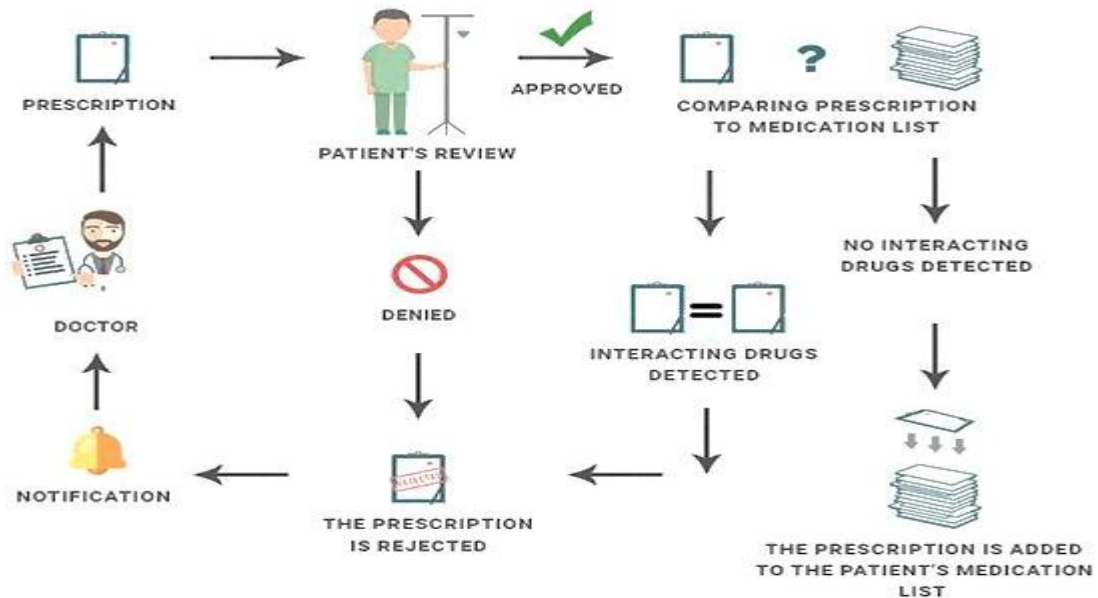 PRESCRIPTION
PATIENT'S REVIEW
APPROVED
COMPARING PRESCRIPTION
TO MEDICATION LIST
DOCTOR
DENIED
INTERACTING DRUGS
DETECTED
NO INTERACTING
DRUGS DETECTED
NOTIFICATION
REJECTED
THE PRESCRIPTION
IS REJECTED
THE PRESCRIPTION IS ADDED
TO THE PATIENT'S MEDICATION
LIST